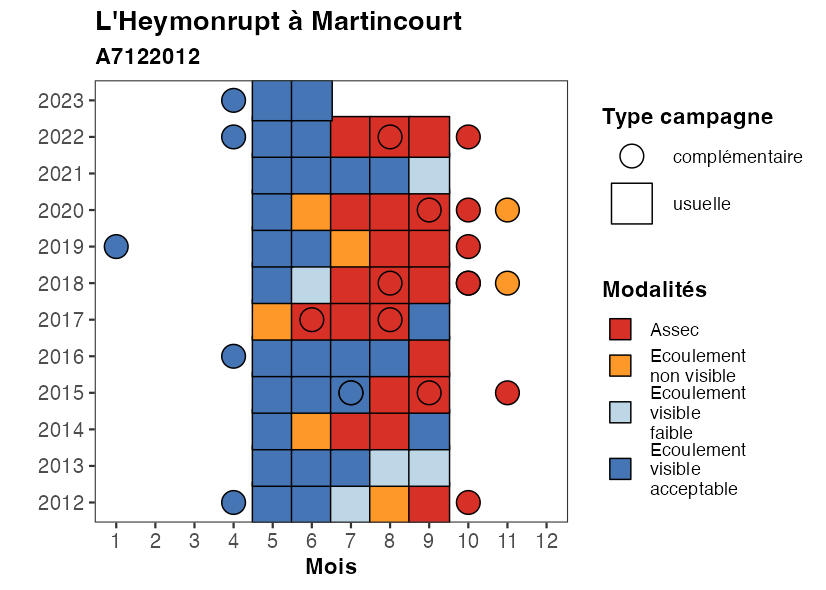 L'Heymonrupt à Martincourt
A7122012
2023
2022
2021
2020
2019
2018
2017
2016
2015
2014
2013
2012
1 2 3 4 5 6 7 8 9 10 11 12
Mois
Type campagne
complémentaire
usuelle
Modalités
Assec
Ecoulement
non visible
Ecoulement
visible
faible
Ecoulement
visible
acceptable